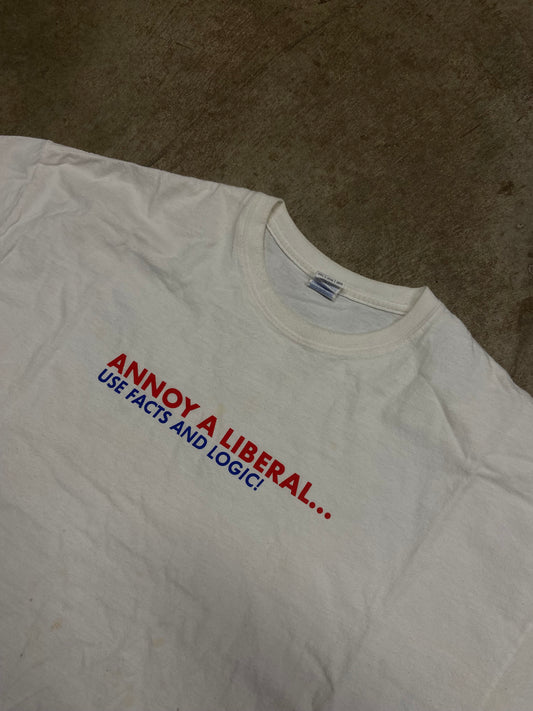 ANNOY A LIBERAL...
USE FACTS AND LOGIC!